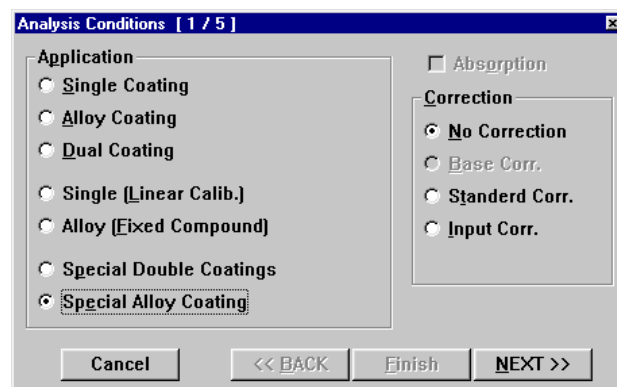 Analysis Conditions [ 1 / 5 ]
Application
Single Coating
Alloy Coating
Dual Coating
Single (Linear Calib.)
Alloy (Fixed Compound)
Special Double Coatings
Special Alloy Coating
Absorption
Correction
No Correction
Base Corr.
Standerd Corr.
Input Corr.
Cancel
<< BACK
Finish
NEXT >>